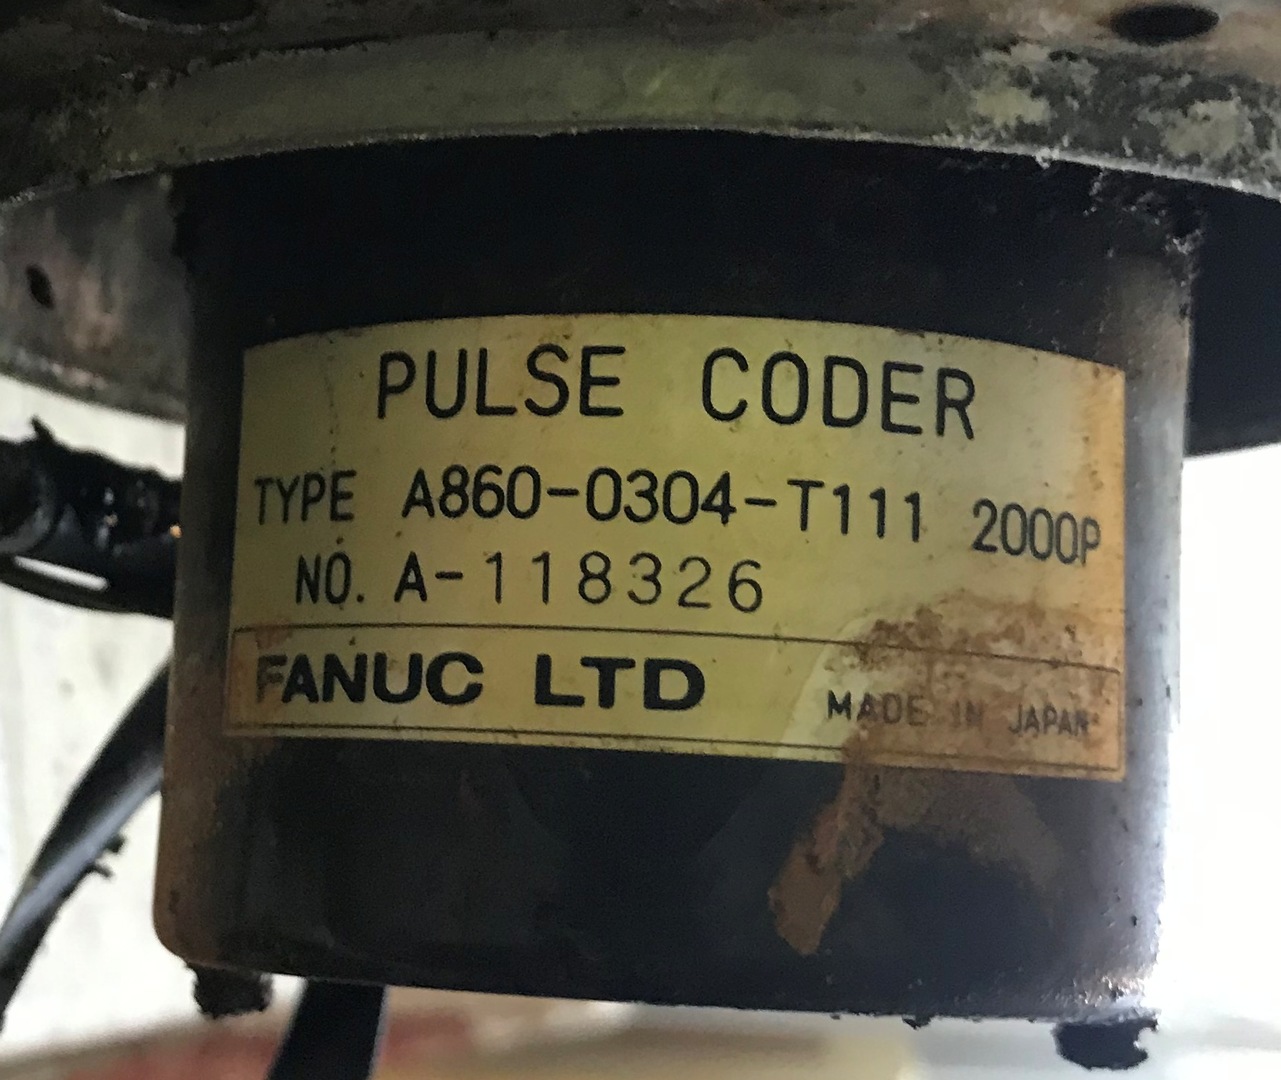 PULSE CODER
TYPE A860-0304-T111 2000P
NO. A-118326
FANUC LTD MADE IN JAPAN